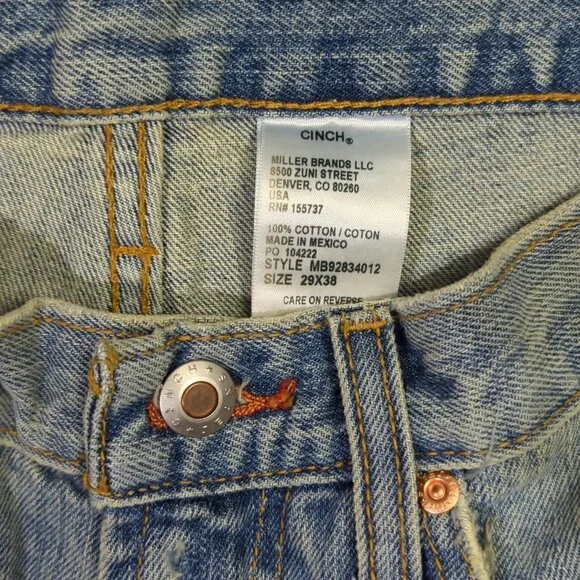 CINCH®
MILLER BRANDS LLC
8500 ZUNI STREET
DENVER, CO 80260
USA
RN# 155737
100% COTTON / COTON
MADE IN MEXICO
PO 104222
STYLE MB92834012
SIZE 29X38
CARE ON REVERSE
CINCH